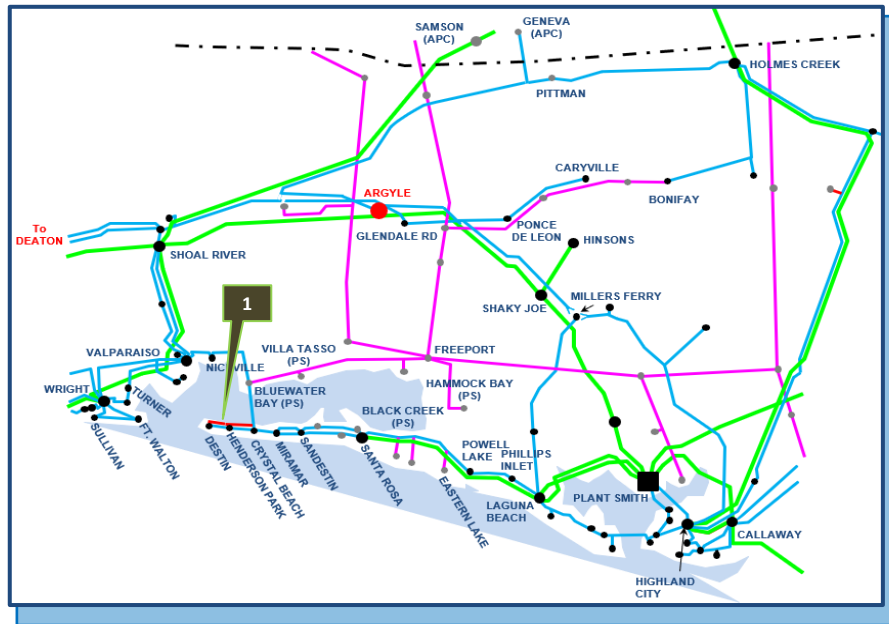 SAMSON
(APC)
GENEVA
(APC)
HOLMES CREEK
PITTMAN
CARYVILLE
ARGYLE
BONIFAY
To
DEATON
GLENDALE RD
PONCE
DE LEON
HINSONS
SHOAL RIVER
SHAKY JOE
MILLERS FERRY
1
VALPARAISO
NICEVILLE
VILLA TASSO
(PS)
FREEPORT
WRIGHT
TURNER
BLUEWATER
BAY (PS)
HAMMOCK BAY
(PS)
BLACK CREEK
(PS)
SULLIVAN
FT. WALTON
DESTIN
HENDERSON PARK
CRYSTAL BEACH
MIRAMAR
SANDESTIN
SANTA ROSA
EASTERN LAKE
POWELL
LAKE
PHILLIPS
INLET
LAGUNA
BEACH
PLANT SMITH
CALLAWAY
HIGHLAND
CITY